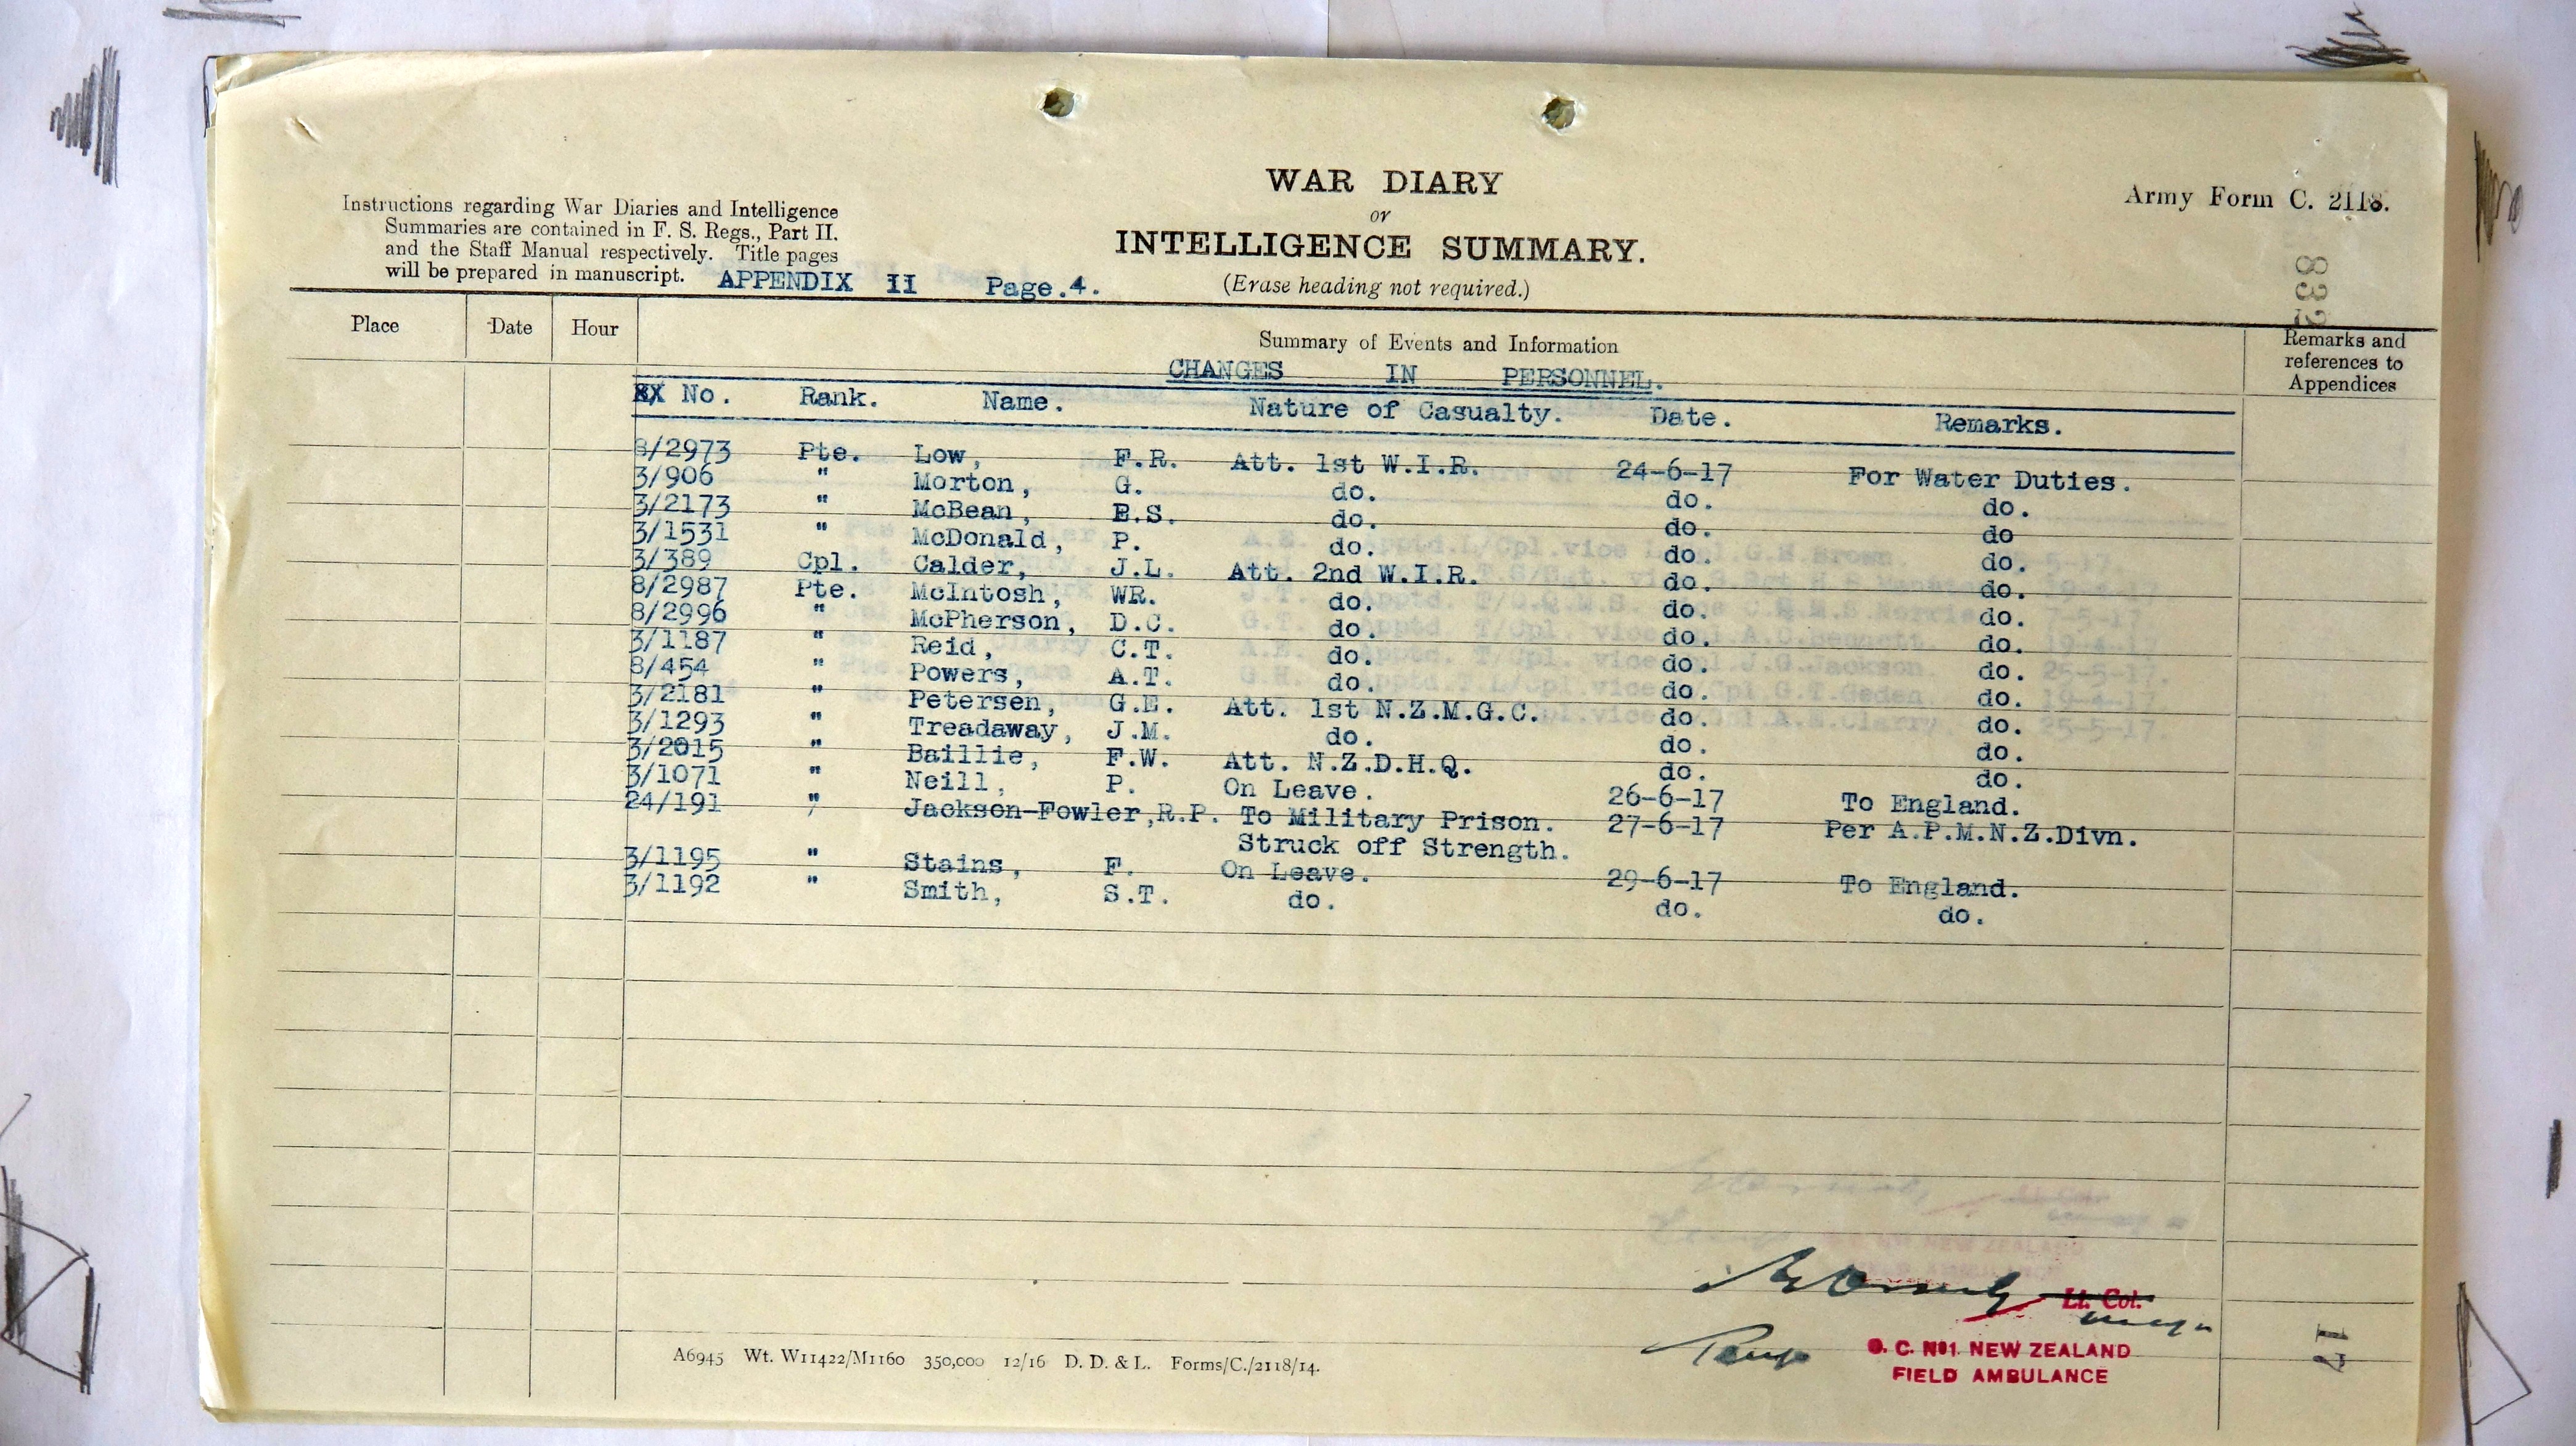 WAR DIARY
or
INTELLIGENCE SUMMARY.
(Erase heading not required.)
Army Form C. 2118.
Instructions regarding War Diaries and Intelligence
Summaries are contained in F. S. Regs., Part II.
and the Staff Manual respectively. Title pages
will be prepared in manuscript.
APPENDIX II Page.4.
832
Place Date Hour Summary of Events and Information Remarks and
references to
Appendices
CHANGES IN PERSONNEL.
No. Rank. Name. Nature of Casualty. Date. Remarks.
8/2973 Pte. Low, F.R. Att. 1st W.I.R. 24-6-17 For Water Duties.
3/906 " Morton, G. do. do. do.
3/2173 " McBean, E.S. do. do. do
3/1531 " McDonald, P. do. do. do.
3/389 Cpl. Calder, J.L. Att. 2nd W.I.R. do. do.
8/2987 Pte. McIntosh, WR. do. do. do.
8/2996 " McPherson, D.C. do. do. do.
3/1187 " Reid, C.T. do. do. do.
8/454 " Powers, A.T. do. do. do.
3/2181 " Petersen, G.E. Att. 1st N.Z.M.G.C. do. do.
3/1293 " Treadaway, J.M. do. do. do.
3/2015 " Baillie, F.W. Att. N.Z.D.H.Q. do. do.
3/1071 " Neill, P. On Leave. 26-6-17 To England.
24/191 " Jackson-Fowler,R.P. To Military Prison. 27-6-17 Per A.P.M.N.Z.Divn.
Struck off Strength.
3/1195 " Stains, F. On Leave. 29-6-17 To England.
3/1192 " Smith, S.T. do. do. do.
Lt. Col.
O. C. No1. NEW ZEALAND
FIELD AMBULANCE
A6945 Wt. W11422/M1160 350,000 12/16 D. D. & L. Forms/C./2118/14.